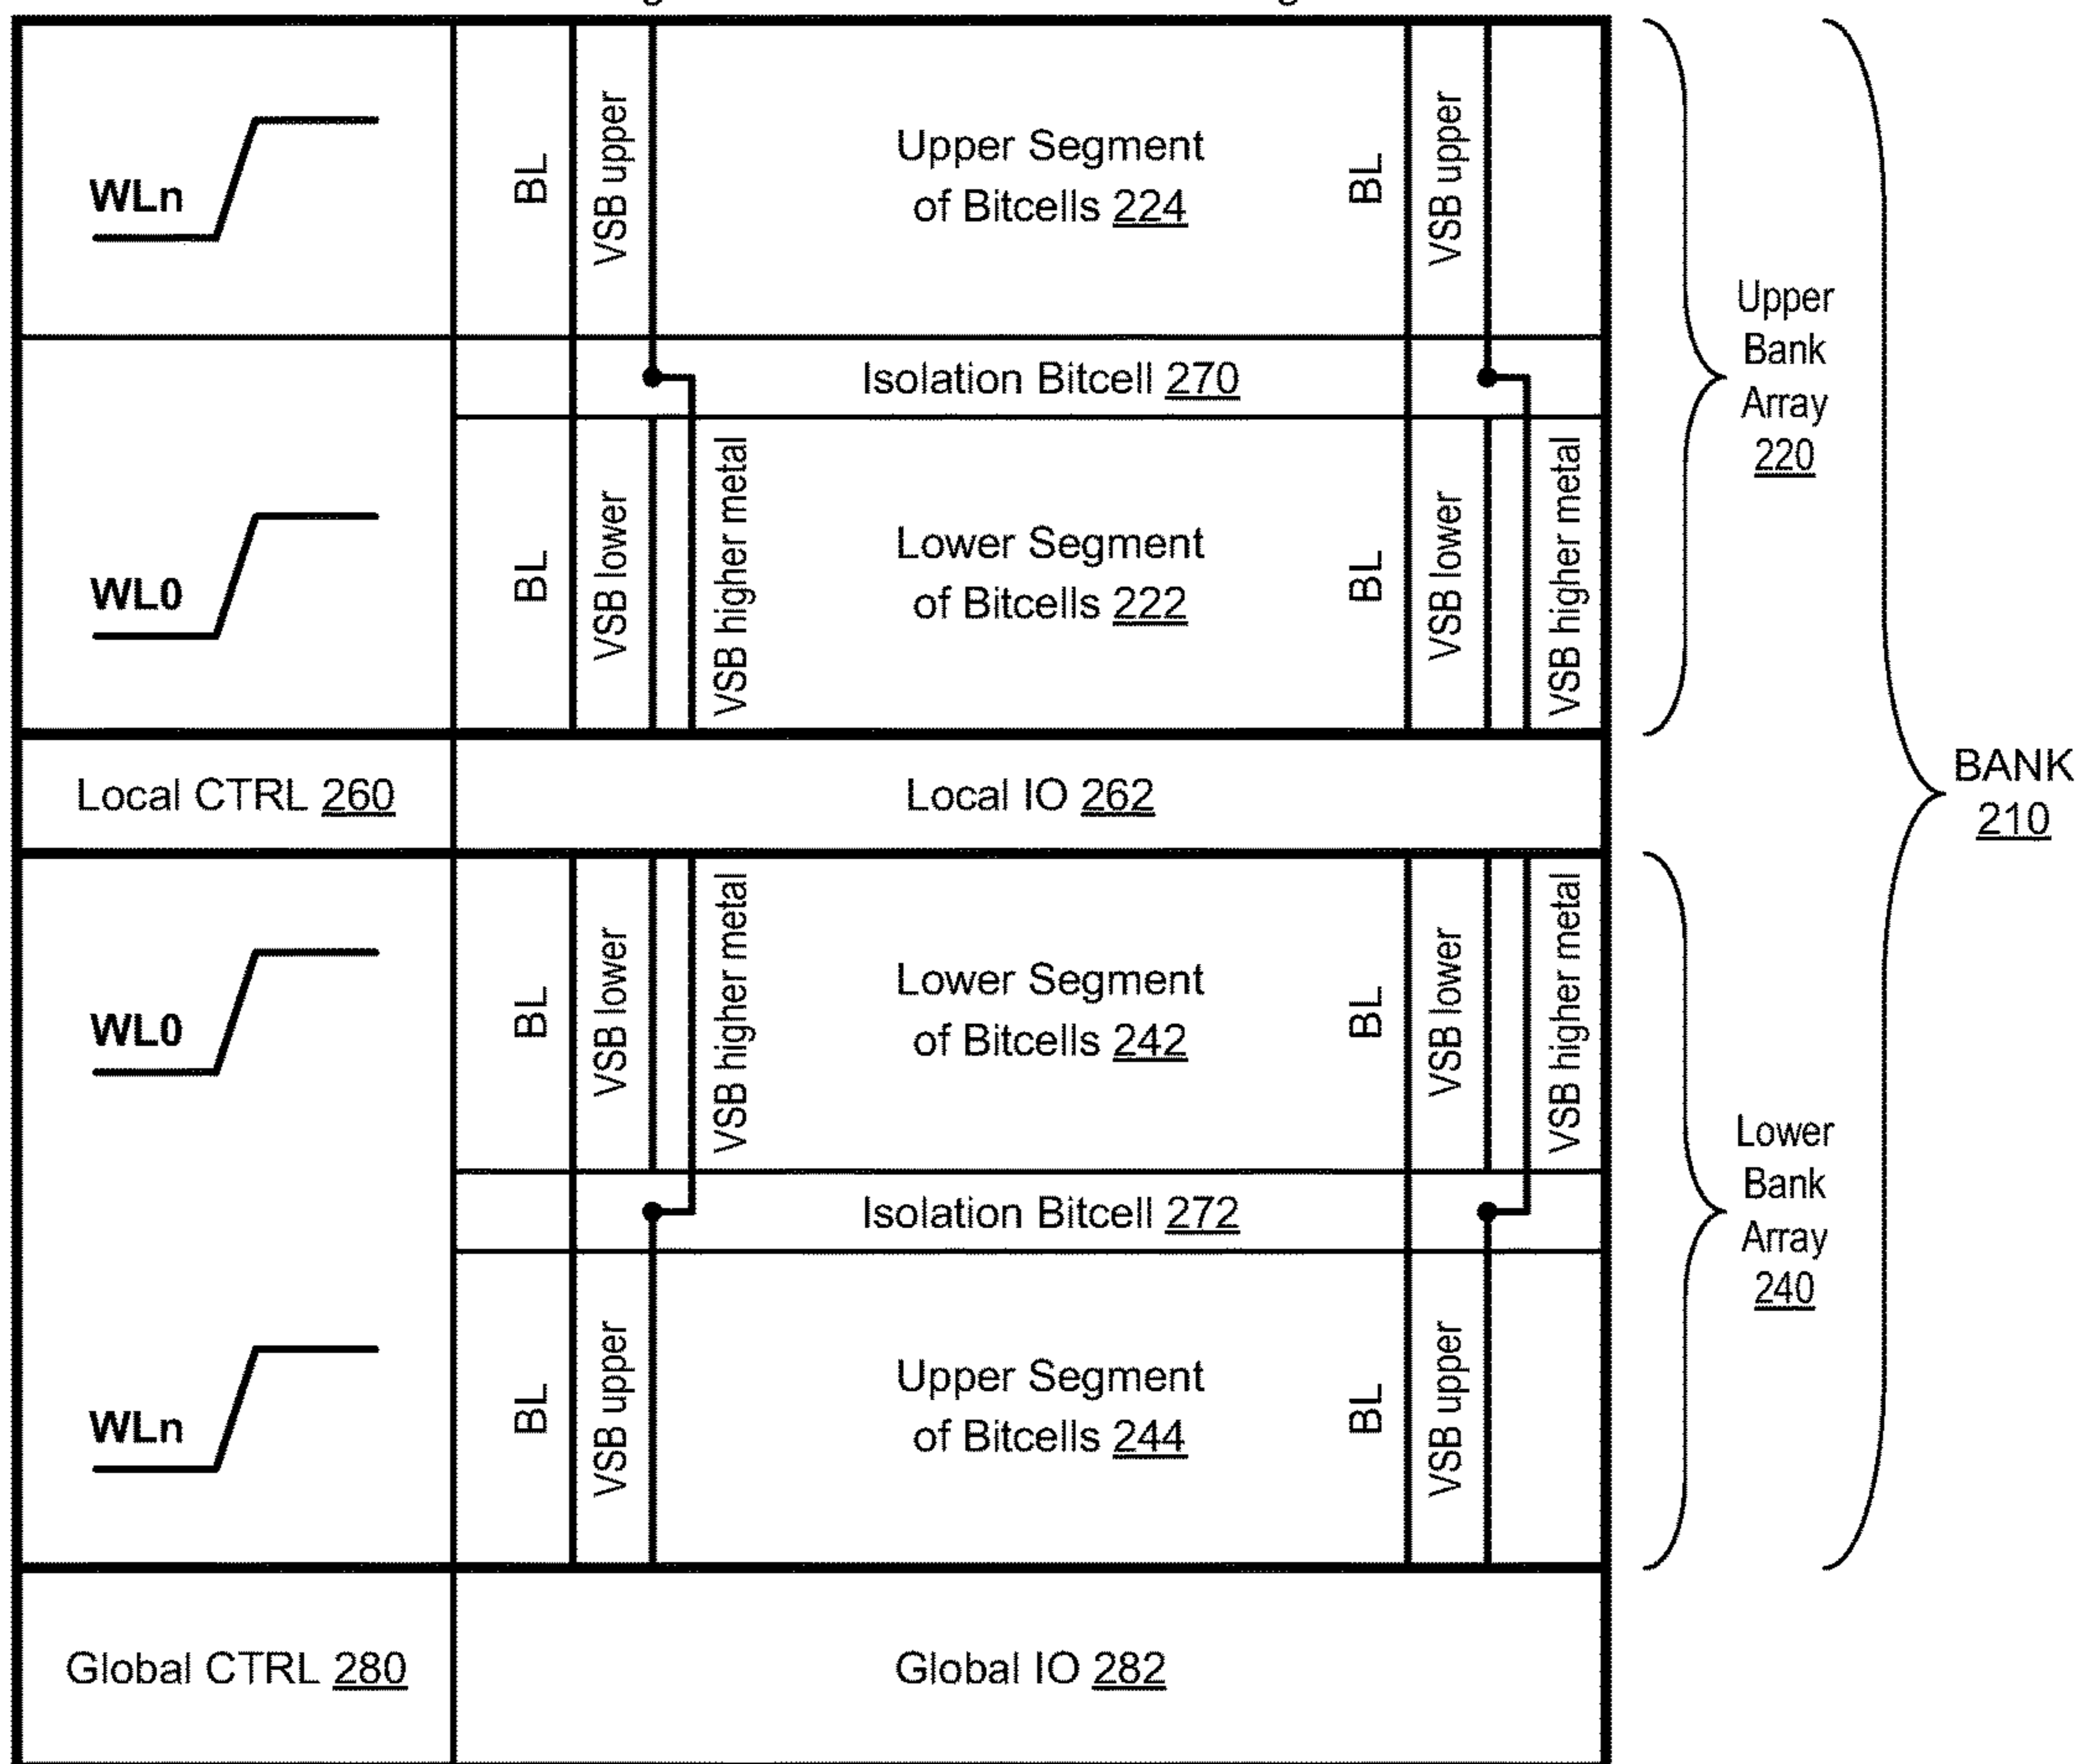 WLn
BL
VSB upper
Upper Segment
of Bitcells 224
BL
VSB upper
Isolation Bitcell 270
Upper
Bank
Array
220
WL0
BL
VSB lower
VSB higher metal
Lower Segment
of Bitcells 222
BL
VSB lower
VSB higher metal
Local CTRL 260
Local IO 262
BANK
210
WL0
BL
VSB lower
VSB higher metal
Lower Segment
of Bitcells 242
BL
VSB lower
VSB higher metal
Isolation Bitcell 272
Lower
Bank
Array
240
WLn
BL
VSB upper
Upper Segment
of Bitcells 244
BL
VSB upper
Global CTRL 280
Global IO 282